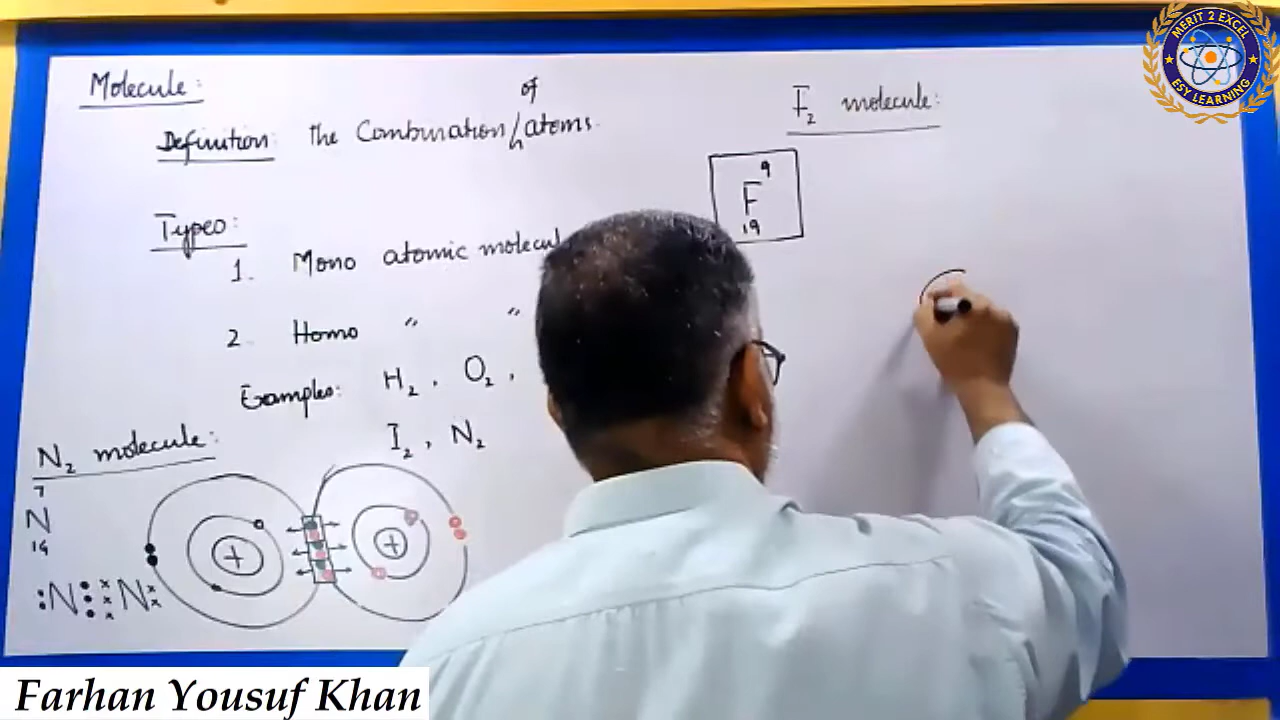 Molecule:
Definition: The Combination of atoms.
Types:
1. Mono atomic molecul
2. Homo " "
Examples: H2, O2,
I2, N2
N2 molecule:
7
N
14
N N
F2 molecule:
9
F
19
MERIT 2 EXCEL
ESY LEARNING
Farhan Yousuf Khan